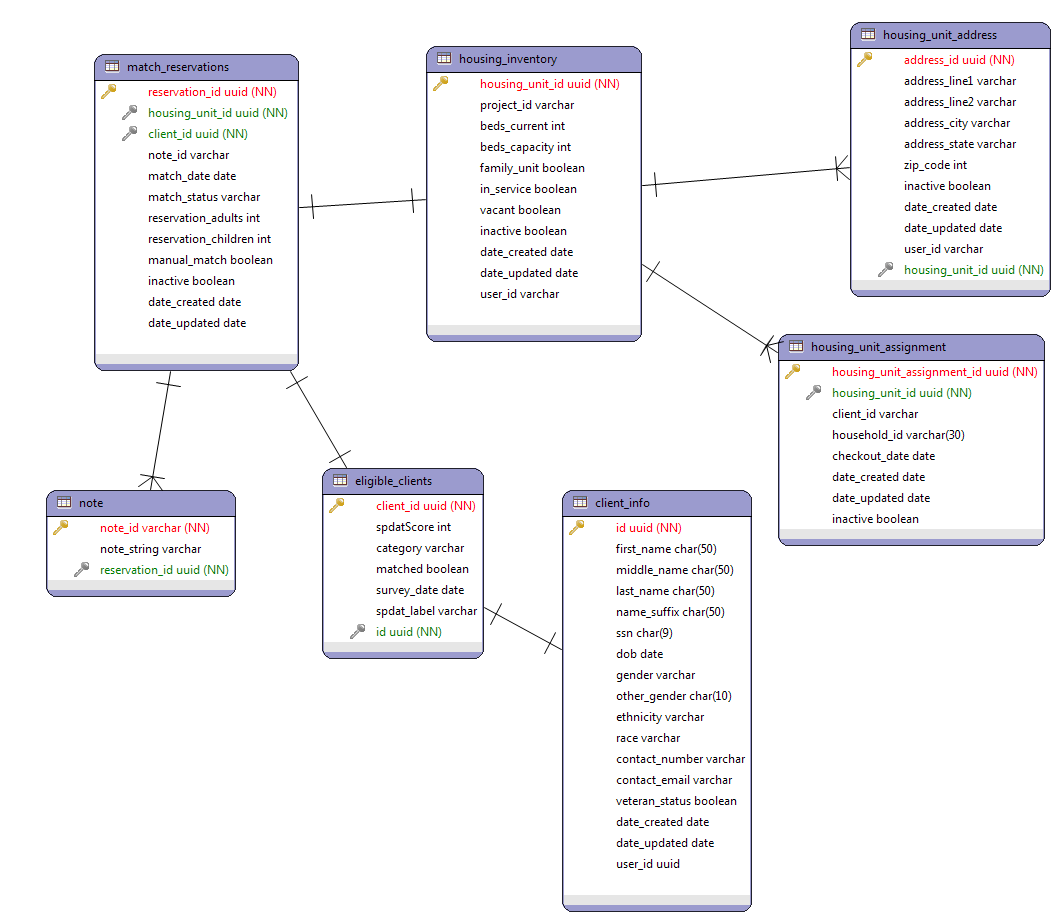 match_reservations
reservation_id uuid (NN)
housing_unit_id uuid (NN)
client_id uuid (NN)
note_id varchar
match_date date
match_status varchar
reservation_adults int
reservation_children int
manual_match boolean
inactive boolean
date_created date
date_updated date
housing_inventory
housing_unit_id uuid (NN)
project_id varchar
beds_current int
beds_capacity int
family_unit boolean
in_service boolean
vacant boolean
inactive boolean
date_created date
date_updated date
user_id varchar
housing_unit_address
address_id uuid (NN)
address_line1 varchar
address_line2 varchar
address_city varchar
address_state varchar
zip_code int
inactive boolean
date_created date
date_updated date
user_id varchar
housing_unit_id uuid (NN)
housing_unit_assignment
housing_unit_assignment_id uuid (NN)
housing_unit_id uuid (NN)
client_id varchar
household_id varchar(30)
checkout_date date
date_created date
date_updated date
inactive boolean
note
note_id varchar (NN)
note_string varchar
reservation_id uuid (NN)
eligible_clients
client_id uuid (NN)
spdatScore int
category varchar
matched boolean
survey_date date
spdat_label varchar
id uuid (NN)
client_info
id uuid (NN)
first_name char(50)
middle_name char(50)
last_name char(50)
name_suffix char(50)
ssn char(9)
dob date
gender varchar
other_gender char(10)
ethnicity varchar
race varchar
contact_number varchar
contact_email varchar
veteran_status boolean
date_created date
date_updated date
user_id uuid